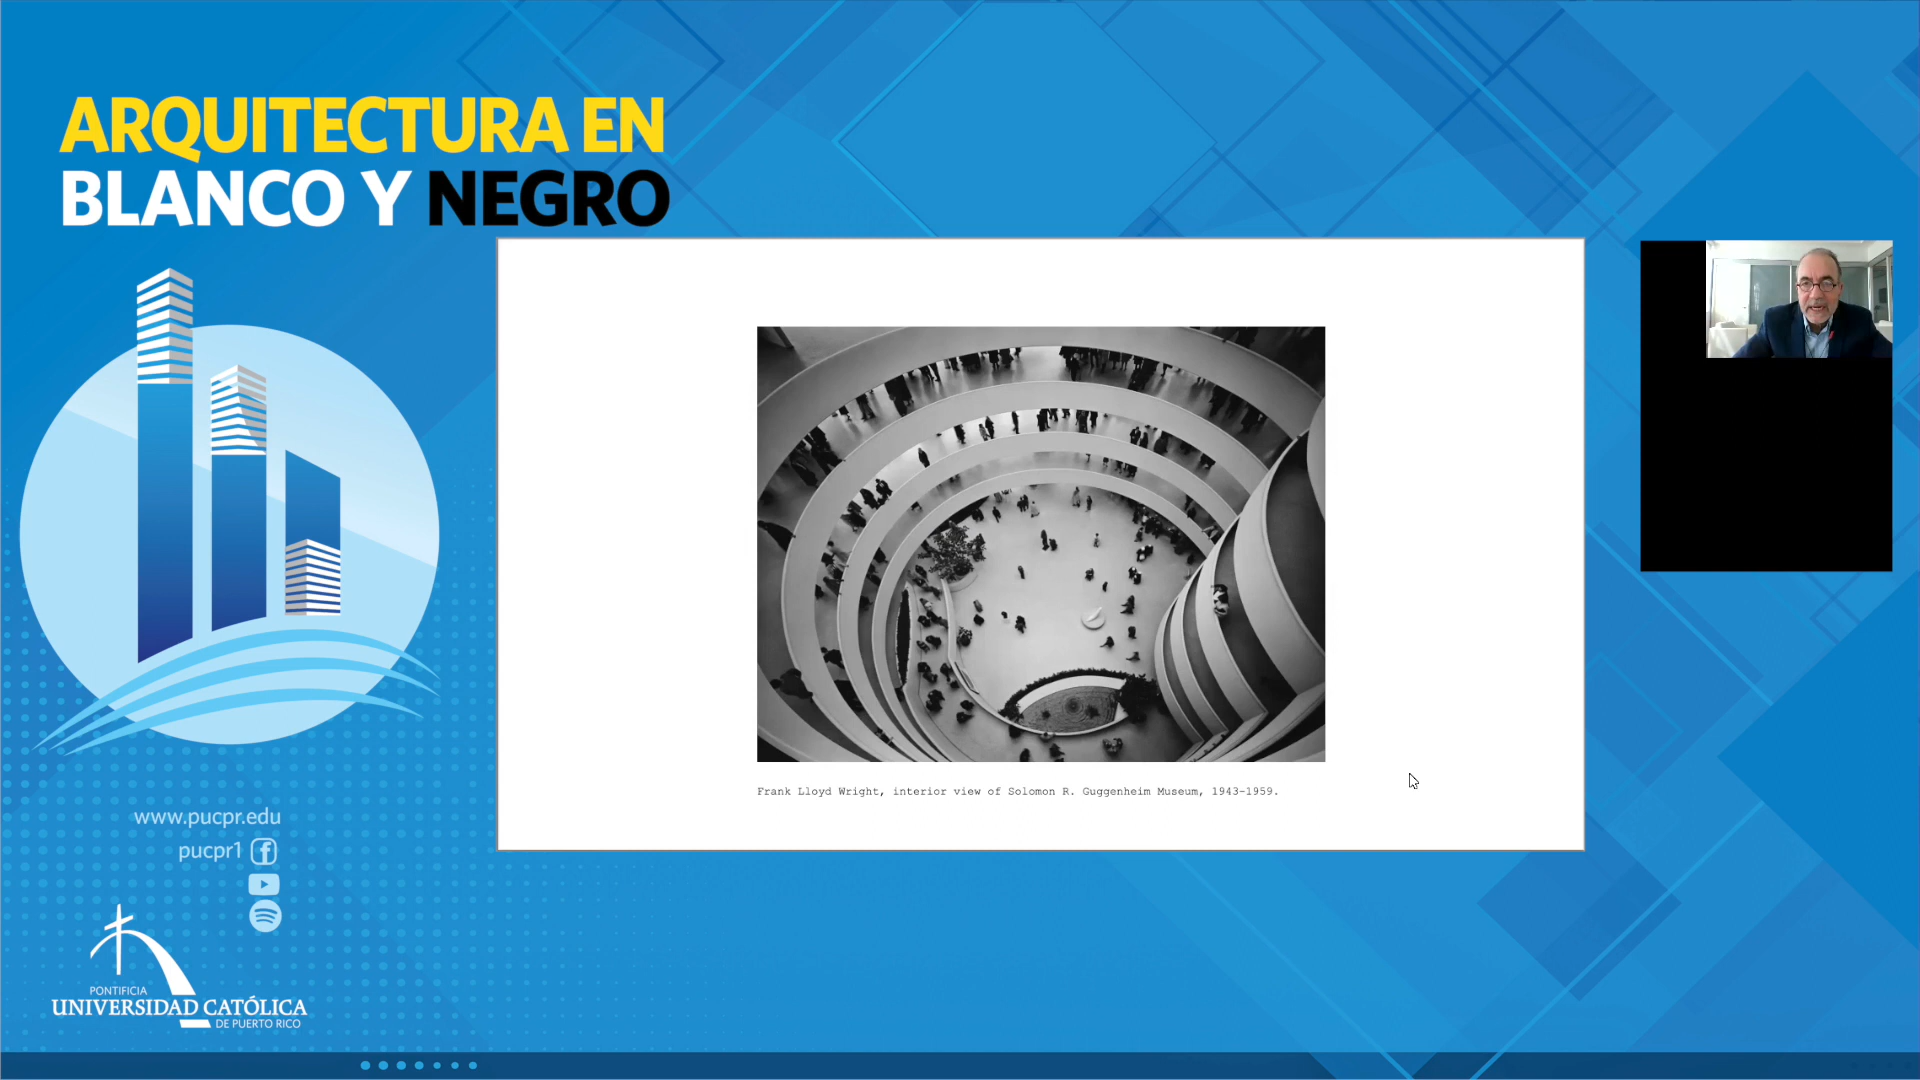 ARQUITECTURA EN
BLANCO Y NEGRO
Frank Lloyd Wright, interior view of Solomon R. Guggenheim Museum, 1943-1959.
www.pucpr.edu
pucpr1
PONTIFICIA
UNIVERSIDAD CATÓLICA
DE PUERTO RICO